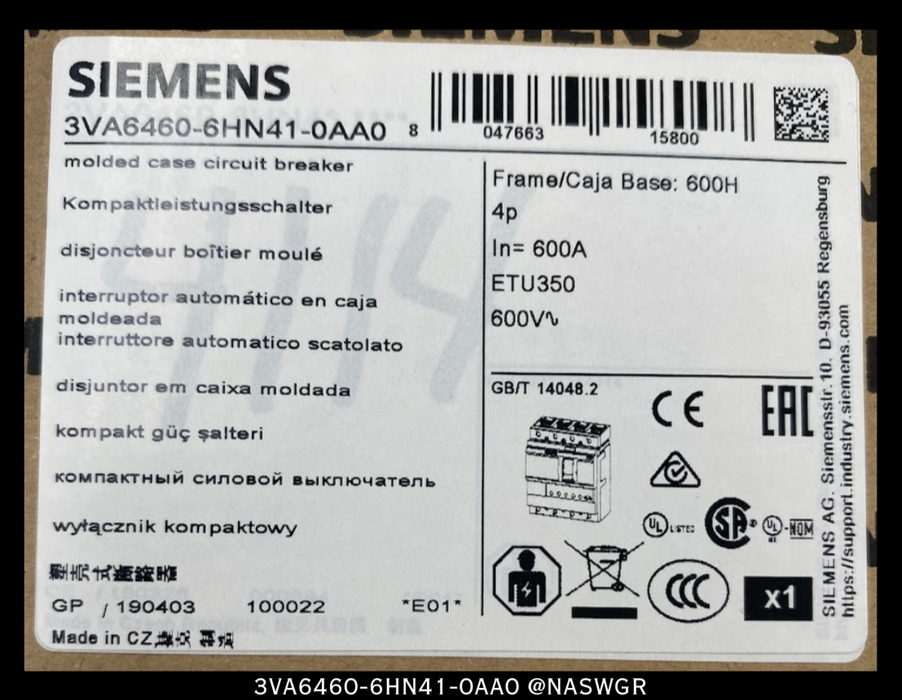 SIEMENS
3VA6460-6HN41-0AA0
8 047663 15800
molded case circuit breaker
Kompaktleistungsschalter
disjoncteur boîtier moulé
interruptor automático en caja
moldeada
interruttore automatico scatolato
disjuntor em caixa moldada
kompakt güç şalteri
компактный силовой выключатель
wyłącznik kompaktowy
GP / 190403 100022 *E01*
Made in CZ
Frame/Caja Base: 600H
4p
In= 600A
ETU350
600V∿
GB/T 14048.2
CE
EAC
UL LISTED
SA
UL - NOM
CCC
x1
SIEMENS AG. Siemensstr.10. D-93055 Regensburg
https://support.industry.siemens.com
4114
3VA6460-6HN41-0AA0 @NASWGR